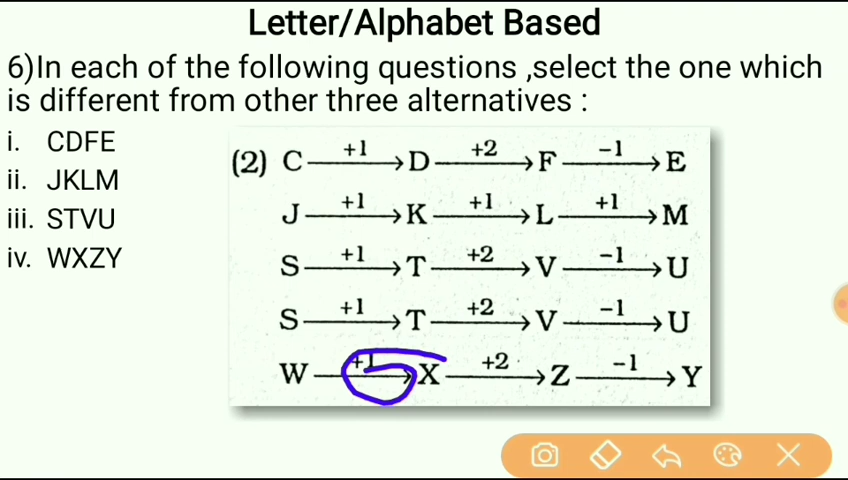 Letter/Alphabet Based
6)In each of the following questions ,select the one which
is different from other three alternatives :
i. CDFE
ii. JKLM
iii. STVU
iv. WXZY
(2) C +1 → D +2 → F −1 → E
J +1 → K +1 → L +1 → M
S +1 → T +2 → V −1 → U
S +1 → T +2 → V −1 → U
W +1 → X +2 → Z −1 → Y